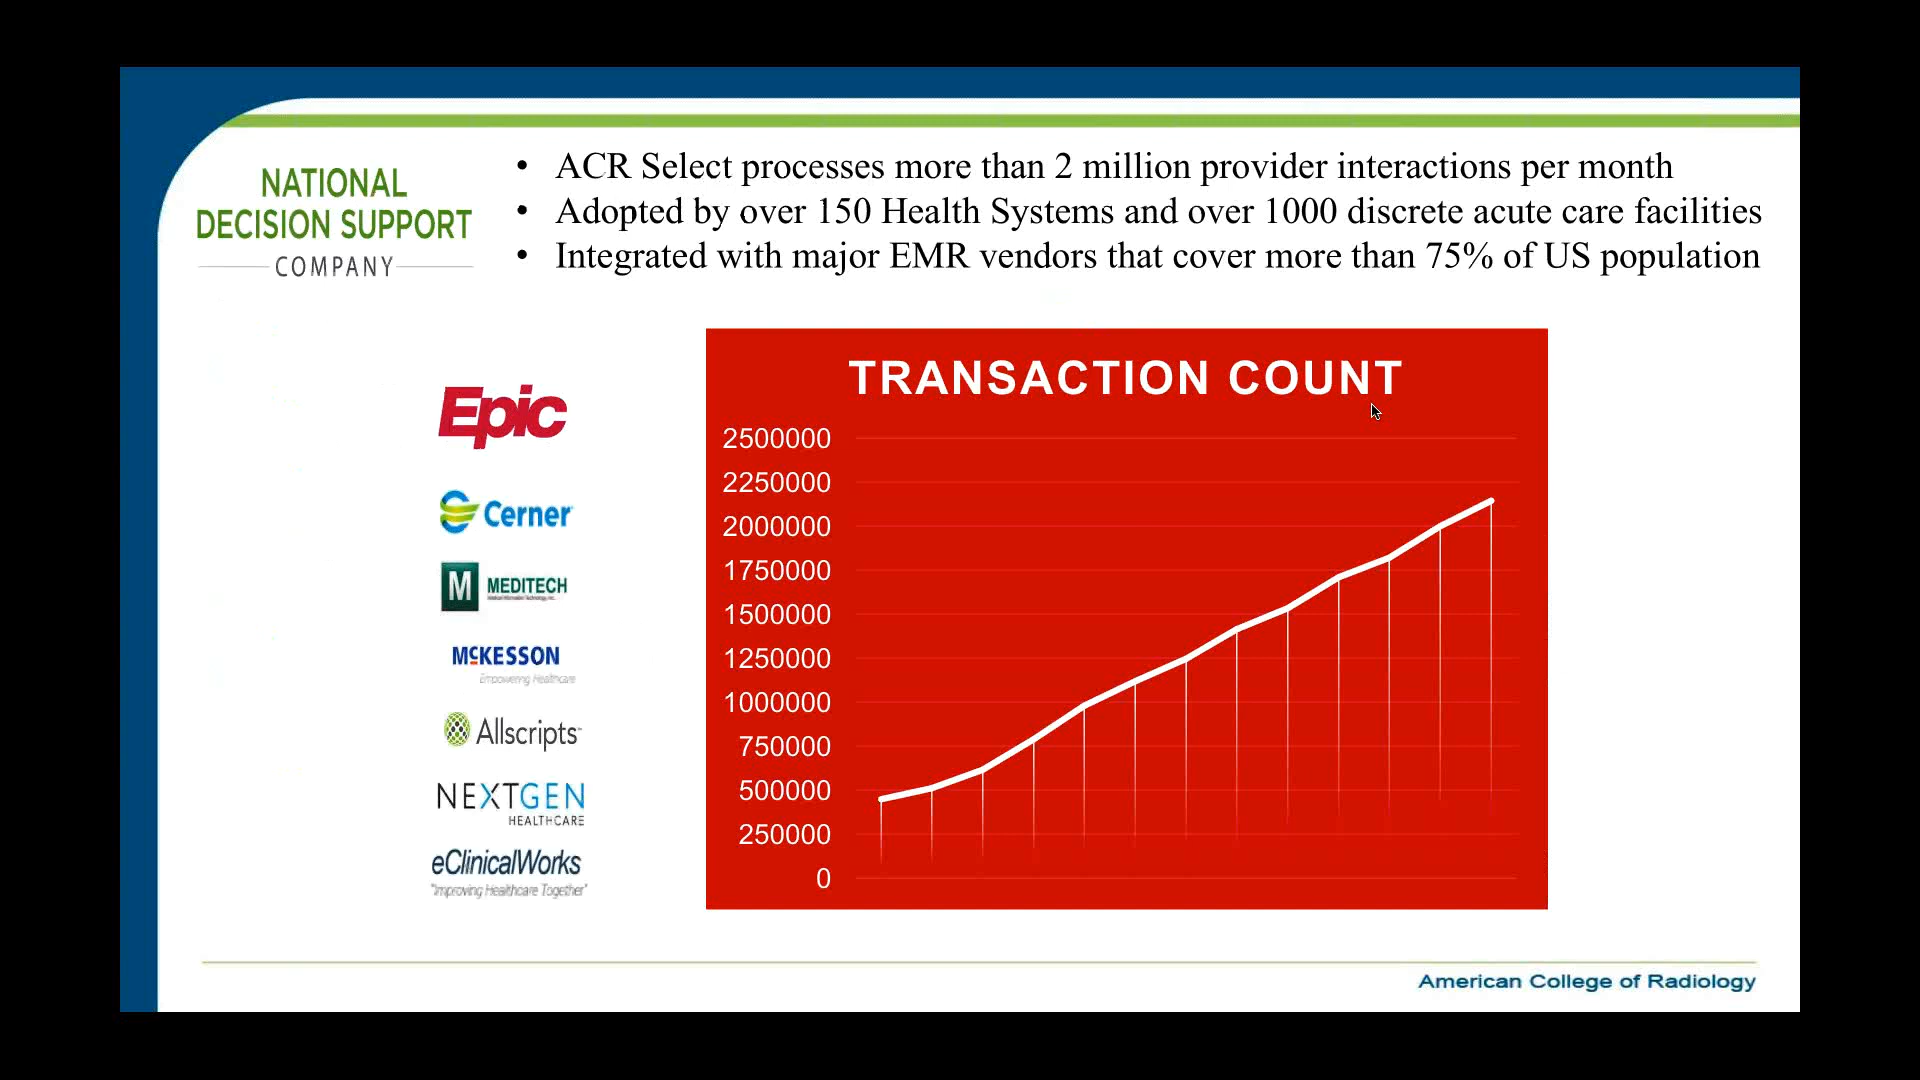 NATIONAL
DECISION SUPPORT
COMPANY
• ACR Select processes more than 2 million provider interactions per month
• Adopted by over 150 Health Systems and over 1000 discrete acute care facilities
• Integrated with major EMR vendors that cover more than 75% of US population
Epic
Cerner
M MEDITECH
MCKESSON
Empowering Healthcare
Allscripts™
NEXTGEN
HEALTHCARE
eClinicalWorks
"Improving Healthcare Together"
TRANSACTION COUNT
2500000
2250000
2000000
1750000
1500000
1250000
1000000
750000
500000
250000
0
American College of Radiology